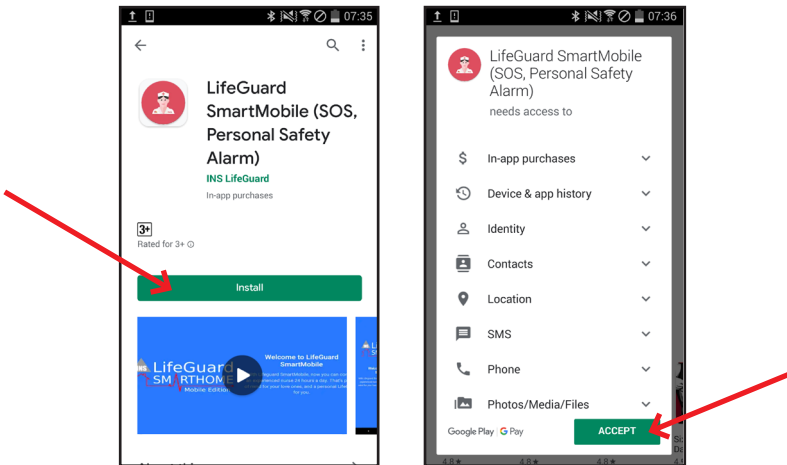 07:35
LifeGuard
SmartMobile (SOS,
Personal Safety
Alarm)
INS LifeGuard
In-app purchases
3+
Rated for 3+
Install
INS
LifeGuard
SMARTHOME
Mobile Edition
Welcome to LifeGuard
SmartMobile
07:36
LifeGuard SmartMobile
(SOS, Personal Safety
Alarm)
needs access to
In-app purchases
Device & app history
Identity
Contacts
Location
SMS
Phone
Photos/Media/Files
Google Play G Pay
ACCEPT
4.8★
4.8★
4.8★